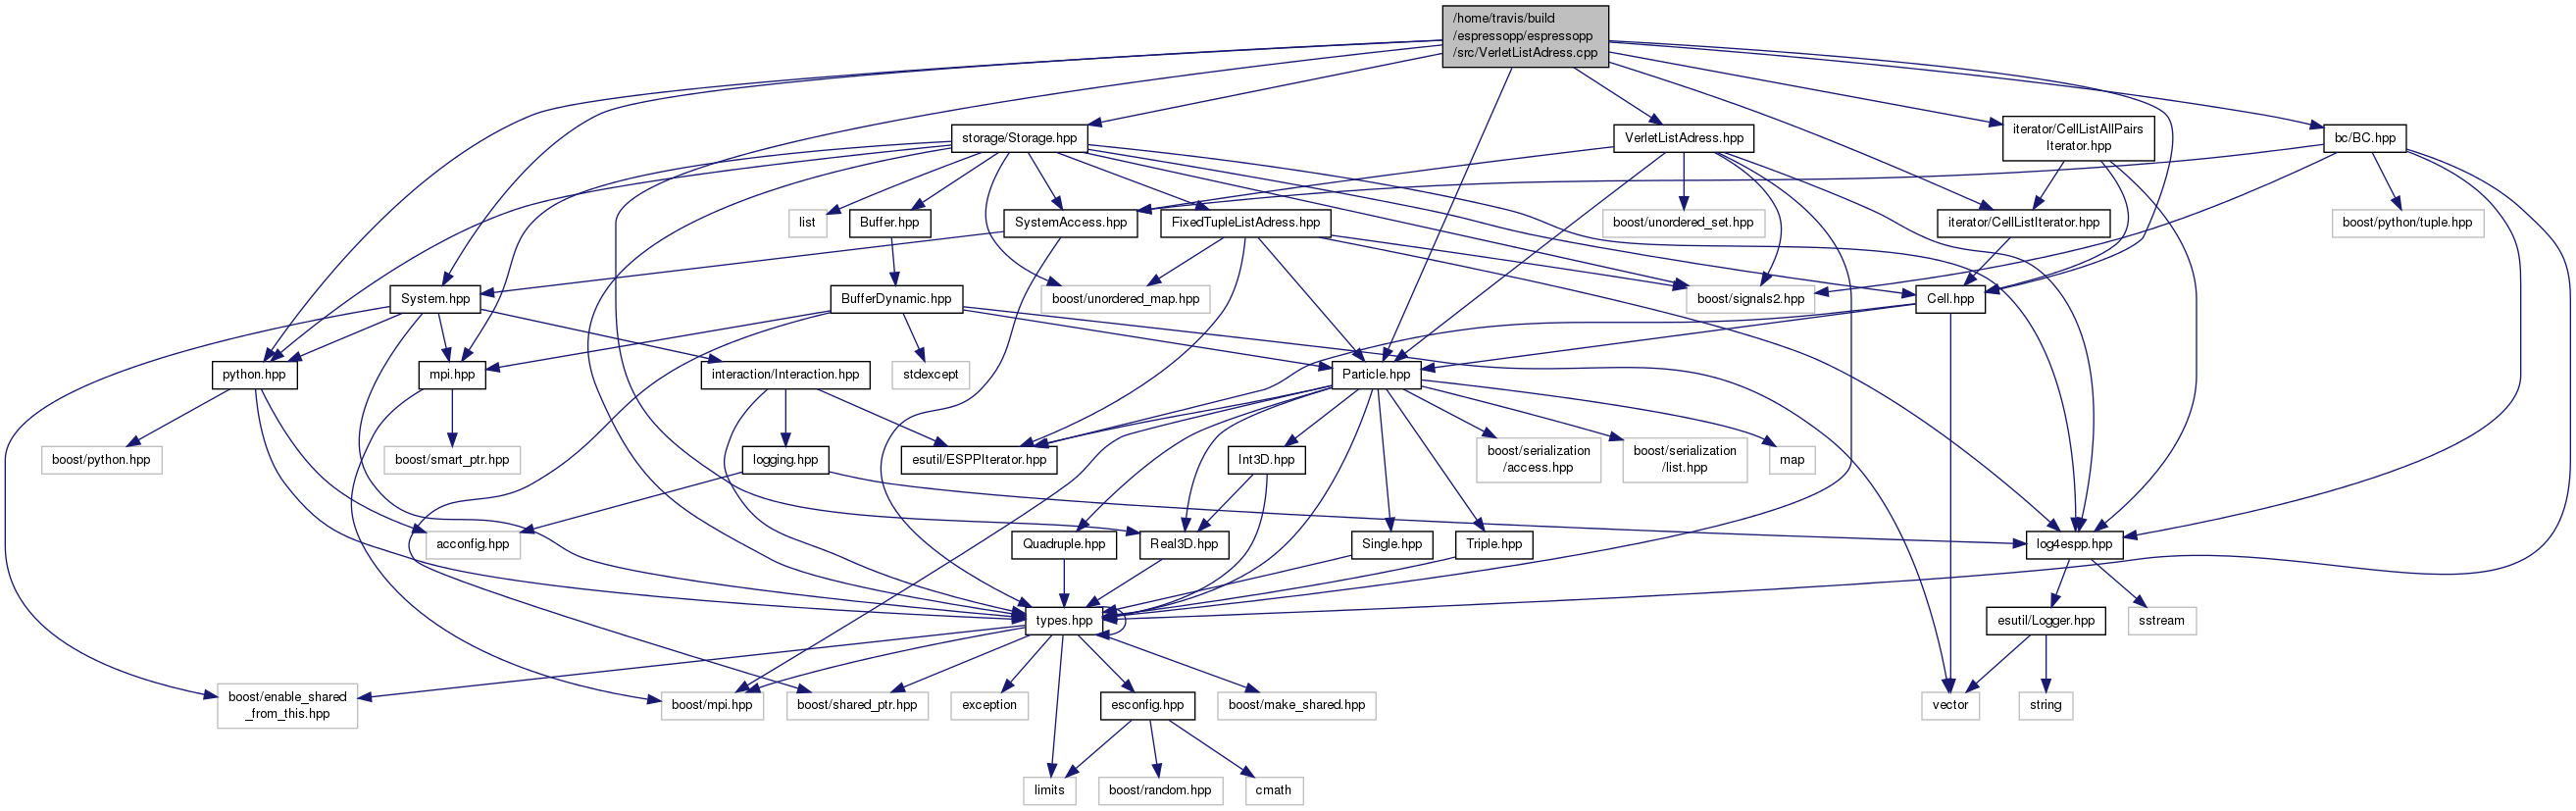 /home/travis/build
/espressopp/espressopp
/src/VerletListAdress.cpp
storage/Storage.hpp
VerletListAdress.hpp
iterator/CellListAllPairs
Iterator.hpp
bc/BC.hpp
list
Buffer.hpp
SystemAccess.hpp
FixedTupleListAdress.hpp
boost/unordered_set.hpp
iterator/CellListIterator.hpp
boost/python/tuple.hpp
System.hpp
BufferDynamic.hpp
boost/unordered_map.hpp
boost/signals2.hpp
Cell.hpp
python.hpp
mpi.hpp
interaction/Interaction.hpp
stdexcept
Particle.hpp
boost/python.hpp
boost/smart_ptr.hpp
logging.hpp
esutil/ESPPIterator.hpp
Int3D.hpp
boost/serialization
/access.hpp
boost/serialization
/list.hpp
map
acconfig.hpp
Quadruple.hpp
Real3D.hpp
Single.hpp
Triple.hpp
log4espp.hpp
types.hpp
esutil/Logger.hpp
sstream
boost/enable_shared
_from_this.hpp
boost/mpi.hpp
boost/shared_ptr.hpp
exception
esconfig.hpp
boost/make_shared.hpp
vector
string
limits
boost/random.hpp
cmath